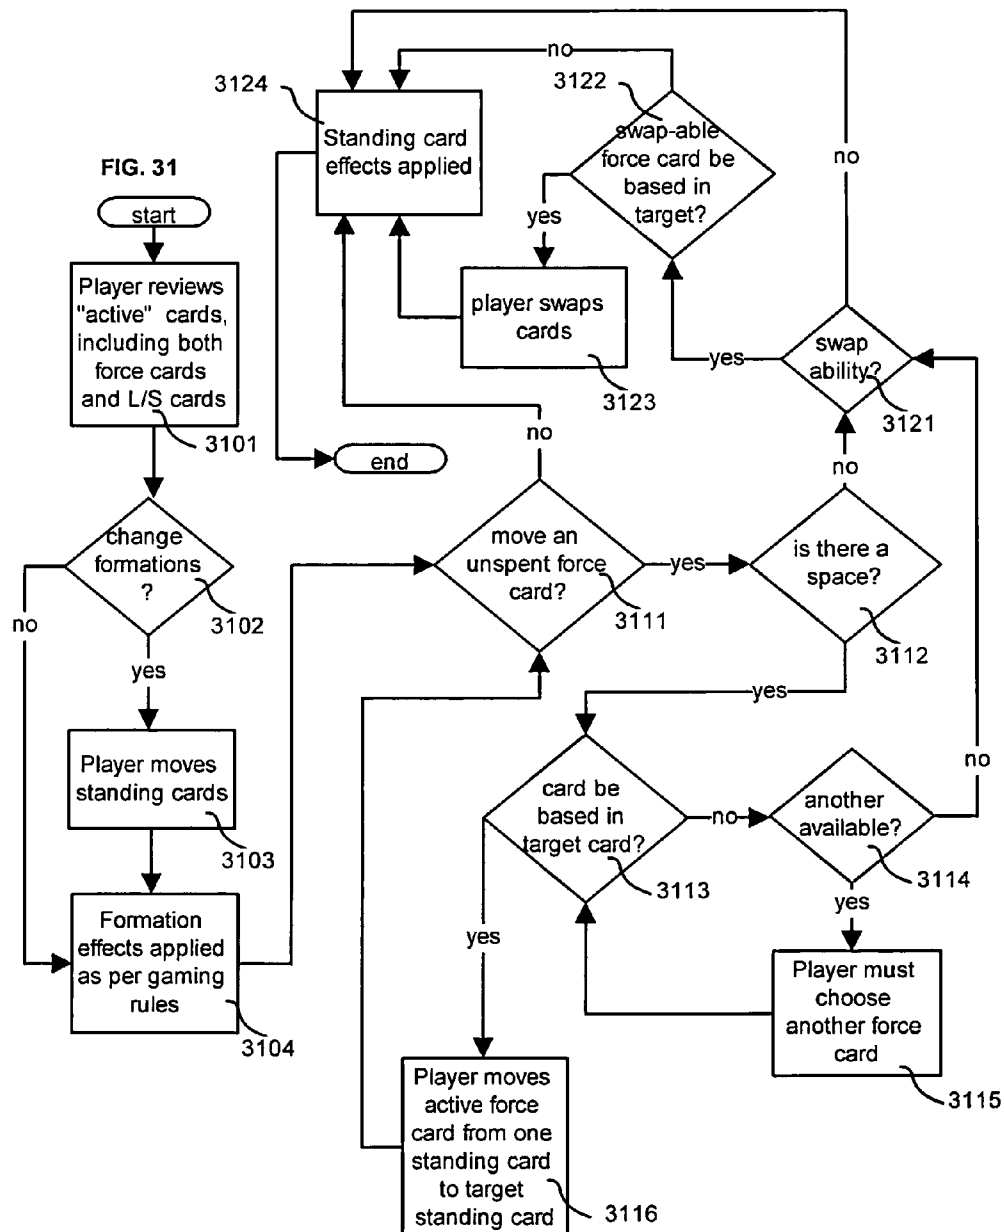 FIG. 31
start
Player reviews
"active" cards,
including both
force cards
and L/S cards
3101
change
formations
?
3102
no
yes
Player moves
standing cards
3103
Formation
effects applied
as per gaming
rules
3104
3124
Standing card
effects applied
end
no
3122
swap-able
force card be
based in
target?
yes
player swaps
cards
3123
no
yes
swap
ability?
3121
no
no
move an
unspent force
card?
3111
yes
is there a
space?
3112
yes
card be
based in
target card?
3113
no
another
available?
3114
no
yes
Player must
choose
another force
card
3115
yes
Player moves
active force
card from one
standing card
to target
standing card
3116